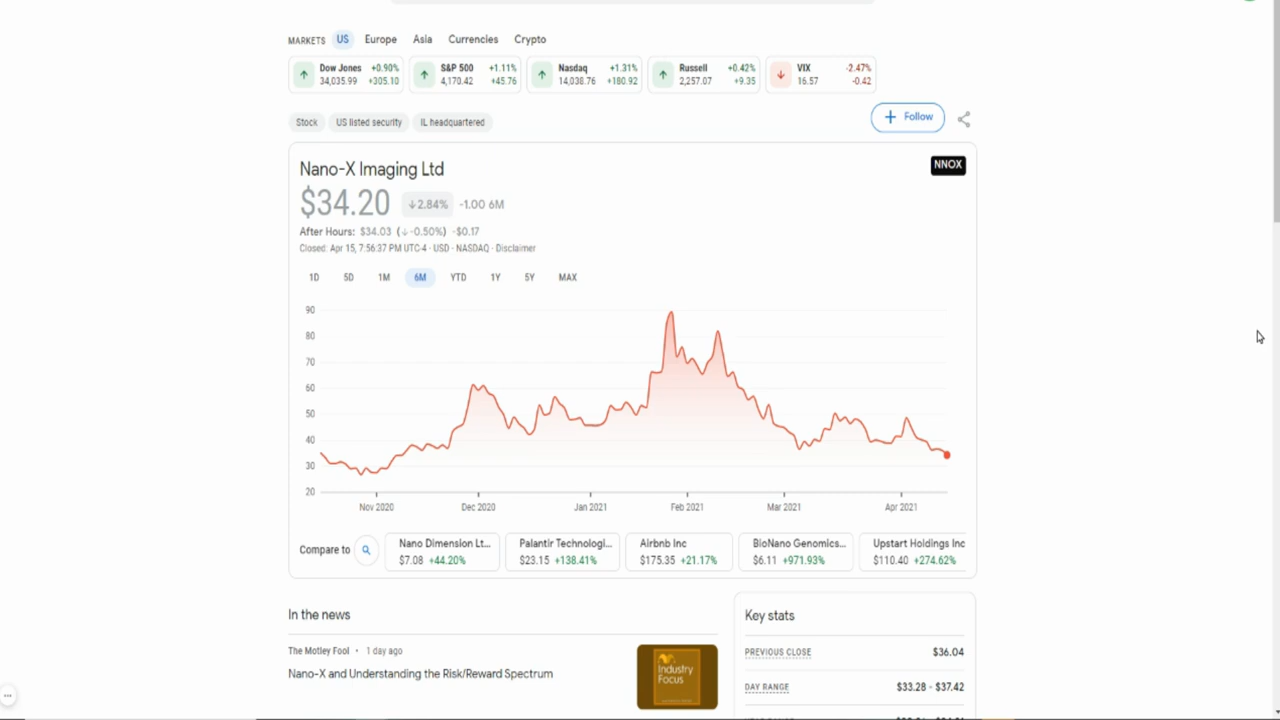 MARKETS US Europe Asia Currencies Crypto
Dow Jones +0.90% S&P 500 +1.11% Nasdaq +1.31% Russell +0.42% VIX -2.47%
34,035.99 +305.10 4,170.42 +45.76 14,038.76 +180.92 2,257.07 +9.35 16.57 -0.42
Stock US listed security IL headquartered
+ Follow
Nano-X Imaging Ltd NNOX
$34.20 ↓2.84% -1.00 6M
After Hours: $34.03 (↓-0.50%) -$0.17
Closed: Apr 15, 7:56:37 PM UTC-4 · USD · NASDAQ · Disclaimer
1D 5D 1M 6M YTD 1Y 5Y MAX
90
80
70
60
50
40
30
20
Nov 2020 Dec 2020 Jan 2021 Feb 2021 Mar 2021 Apr 2021
Compare to
Nano Dimension Lt... Palantir Technologi... Airbnb Inc BioNano Genomics... Upstart Holdings Inc
$7.08 +44.20% $23.15 +138.41% $175.35 +21.17% $6.11 +971.93% $110.40 +274.62%
In the news
The Motley Fool • 1 day ago
Nano-X and Understanding the Risk/Reward Spectrum
Industry
Focus
Key stats
PREVIOUS CLOSE $36.04
DAY RANGE $33.28 - $37.42